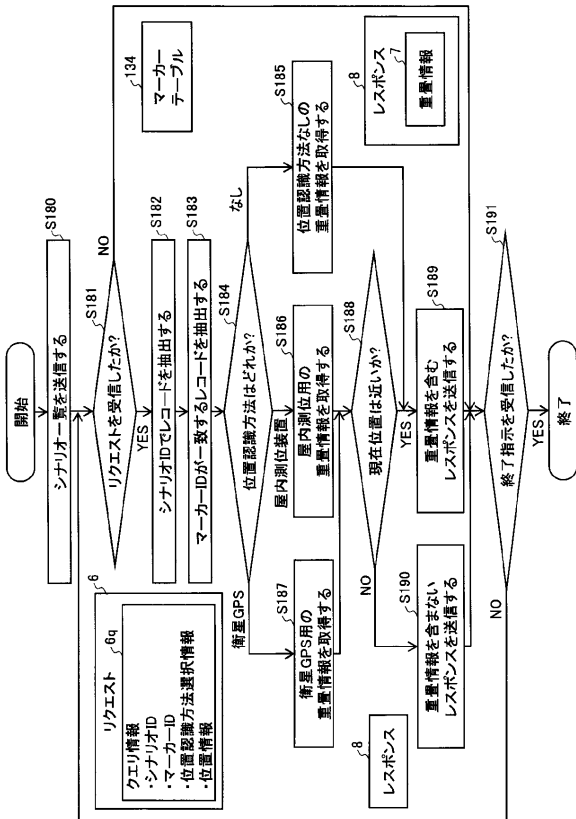 開始
シナリオ一覧を送信する
S180
リクエストを受信したか?
S181
NO
YES
シナリオIDでレコードを抽出する
S182
マーカーIDが一致するレコードを抽出する
S183
位置認識方法はどれか?
S184
衛星GPS
屋内測位装置
なし
衛星GPS用の
重畳情報を取得する
S187
屋内測位用の
重畳情報を取得する
S186
位置認識方法なしの
重畳情報を取得する
S185
現在位置は近いか?
S188
NO
YES
重畳情報を含まない
レスポンスを送信する
S190
重畳情報を含む
レスポンスを送信する
S189
終了指示を受信したか?
S191
NO
YES
終了
6
リクエスト
6q
クエリ情報
・シナリオID
・マーカーID
・位置認識方法選択情報
・位置情報
134
マーカー
テーブル
8
レスポンス
8
レスポンス
7
重畳情報